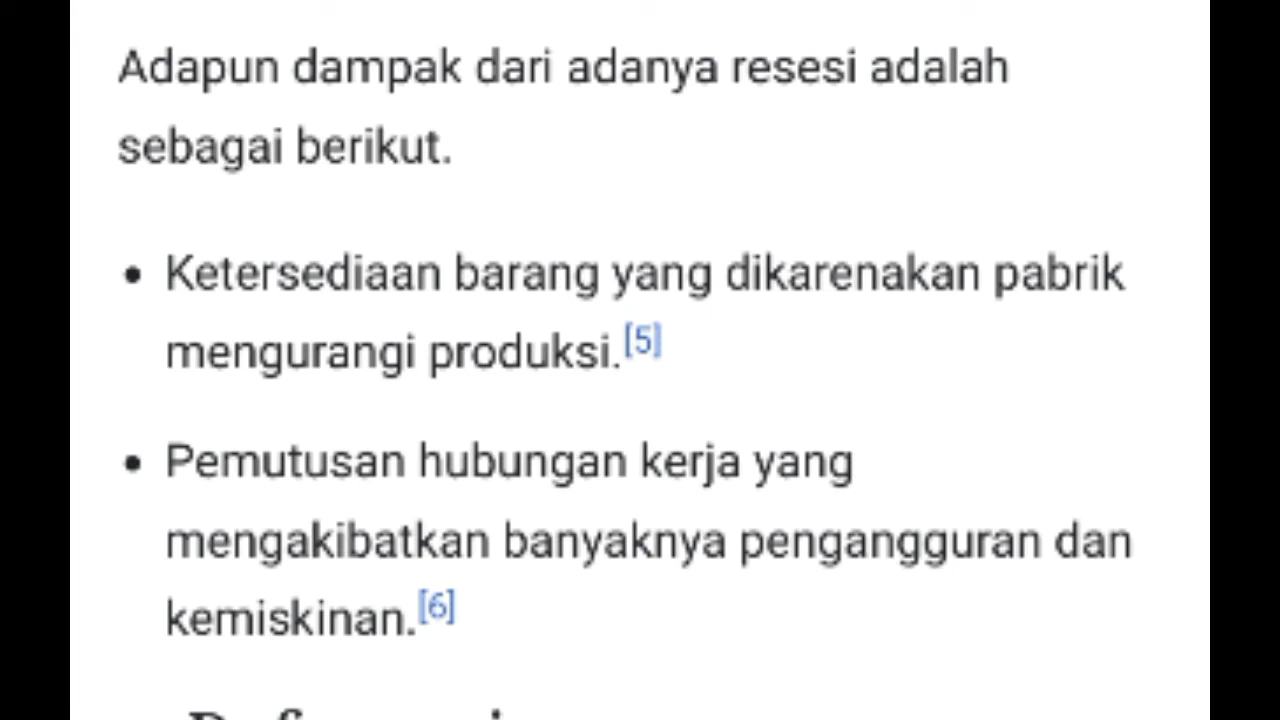 Adapun dampak dari adanya resesi adalah
sebagai berikut.
• Ketersediaan barang yang dikarenakan pabrik
mengurangi produksi.[5]
• Pemutusan hubungan kerja yang
mengakibatkan banyaknya pengangguran dan
kemiskinan.[6]